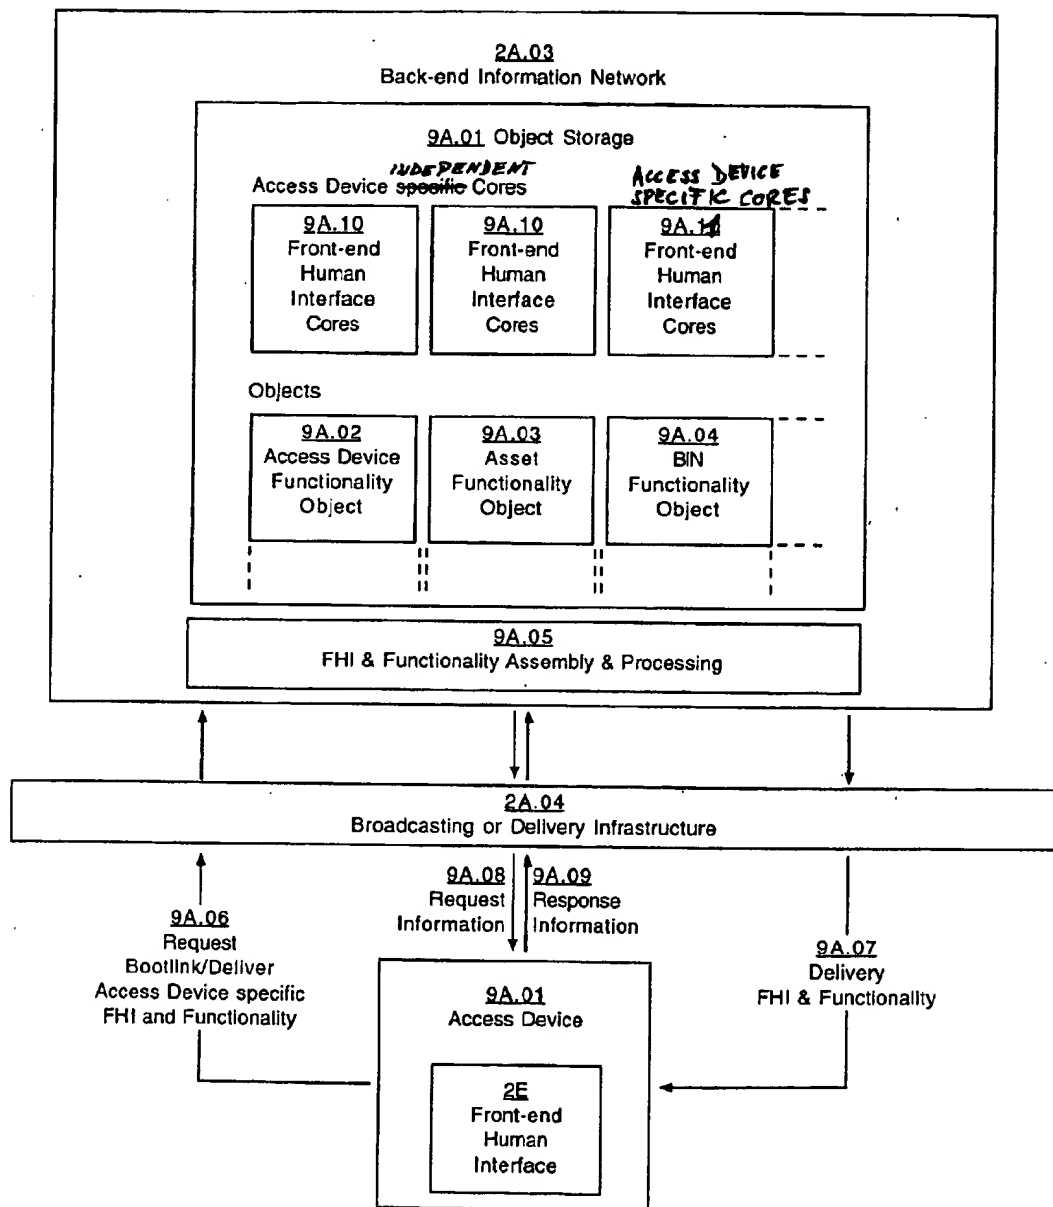 2A.03
Back-end Information Network
9A.01 Object Storage
INDEPENDENT
Access Device specific Cores
ACCESS DEVICE
SPECIFIC CORES
9A.10
Front-end
Human
Interface
Cores
9A.10
Front-end
Human
Interface
Cores
9A.11
Front-end
Human
Interface
Cores
Objects
9A.02
Access Device
Functionality
Object
9A.03
Asset
Functionality
Object
9A.04
BIN
Functionality
Object
9A.05
FHI & Functionality Assembly & Processing
2A.04
Broadcasting or Delivery Infrastructure
9A.06
Request
Bootlink/Deliver
Access Device specific
FHI and Functionality
9A.08
Request
Information
9A.09
Response
Information
9A.07
Delivery
FHI & Functionality
9A.01
Access Device
2E
Front-end
Human
Interface